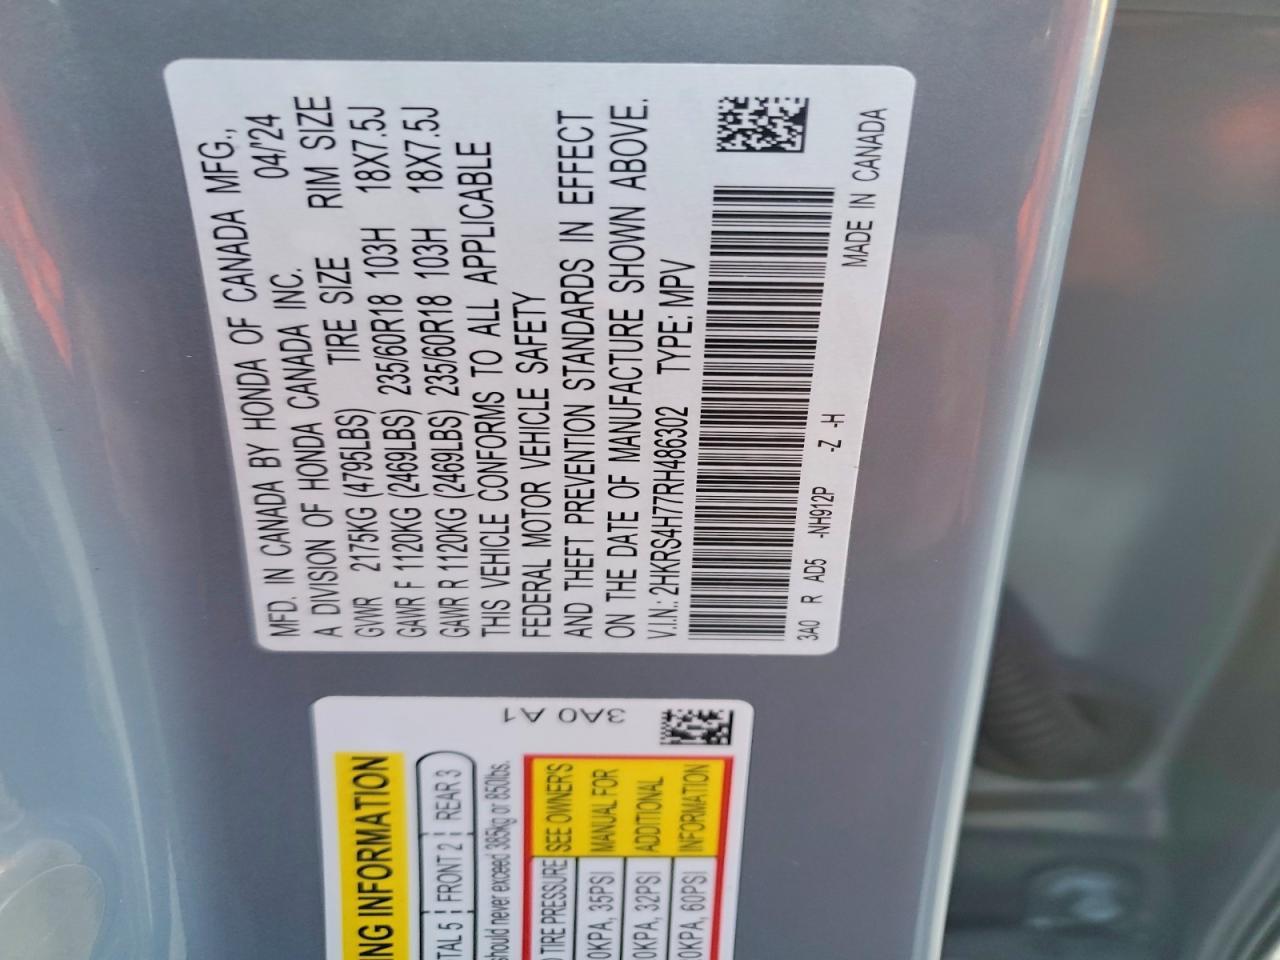 MFD. IN CANADA BY HONDA OF CANADA MFG.,
A DIVISION OF HONDA CANADA INC. 04/'24
GVWR 2175KG (4795LBS) TIRE SIZE RIM SIZE
GAWR F 1120KG (2469LBS) 235/60R18 103H 18X7.5J
GAWR R 1120KG (2469LBS) 235/60R18 103H 18X7.5J
THIS VEHICLE CONFORMS TO ALL APPLICABLE
FEDERAL MOTOR VEHICLE SAFETY
AND THEFT PREVENTION STANDARDS IN EFFECT
ON THE DATE OF MANUFACTURE SHOWN ABOVE.
V.I.N.: 2HKRS4H77RH486302 TYPE: MPV
3A0 R AD5 -NH912P -Z -H
MADE IN CANADA
3A0 A1
ING INFORMATION
TAL 5 FRONT 2 REAR 3
should never exceed 385kg or 850lbs.
TIRE PRESSURE SEE OWNER'S
0KPA, 35PSI MANUAL FOR
0KPA, 32PSI ADDITIONAL
0KPA, 60PSI INFORMATION